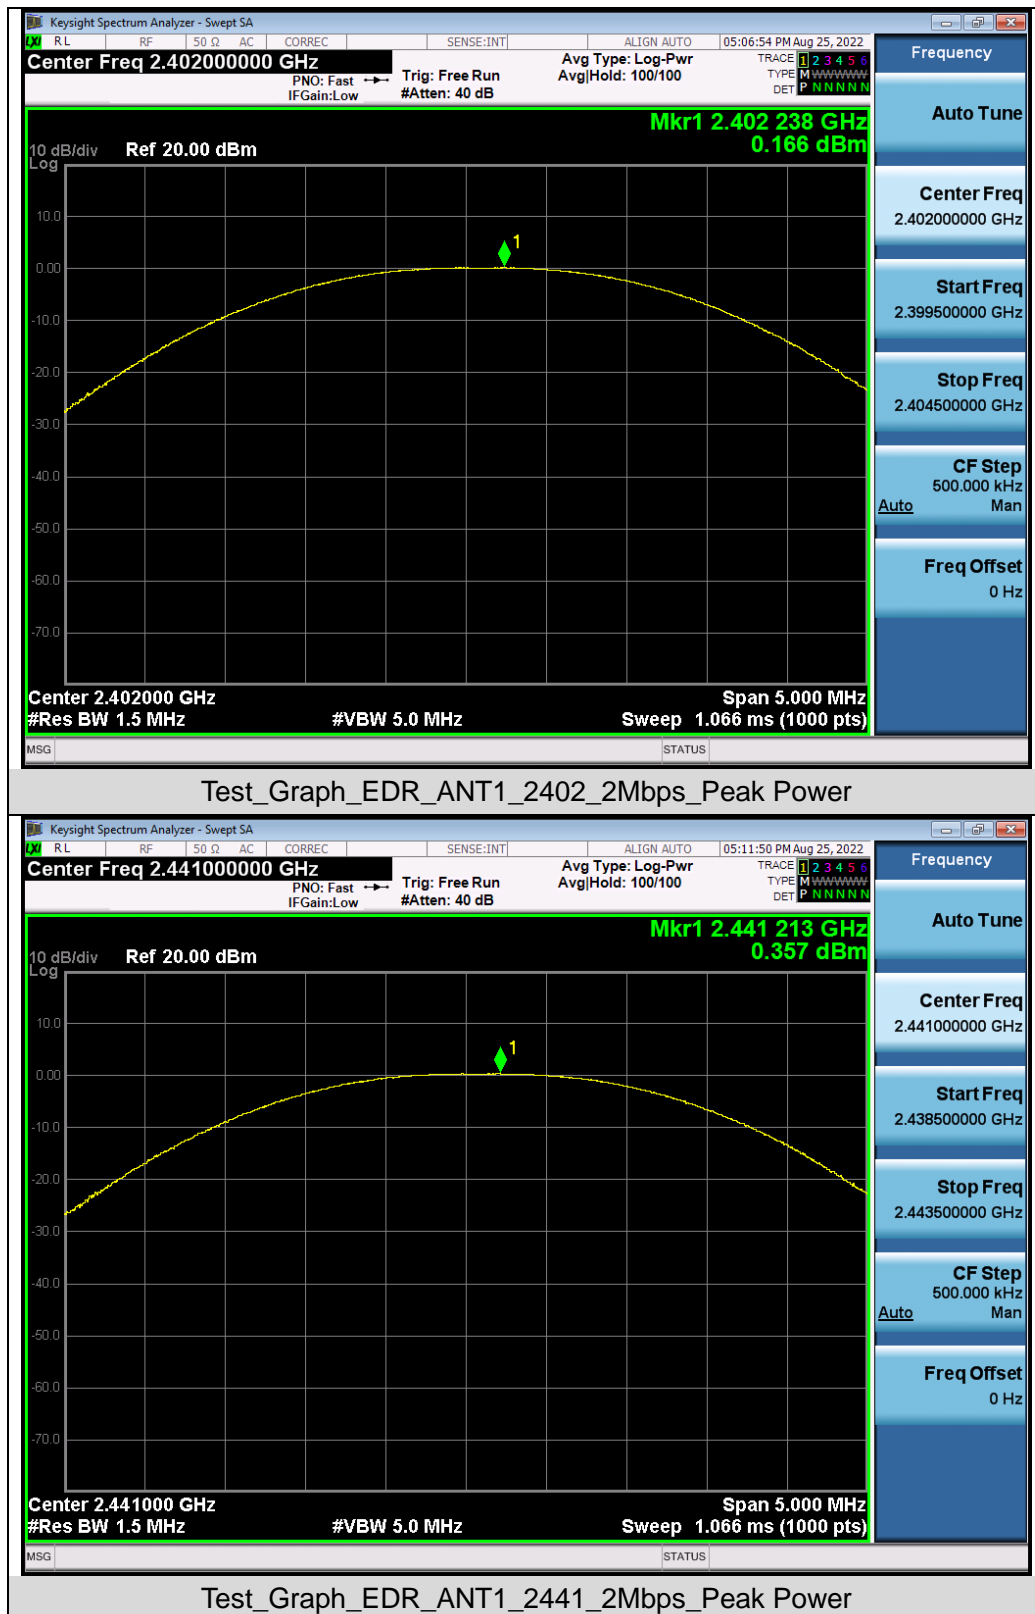 Keysight Spectrum Analyzer - Swept SA
LXI RL RF 50 Ω AC CORREC SENSE:INT ALIGN AUTO 05:06:54 PM Aug 25, 2022
Center Freq 2.402000000 GHz
PNO: Fast
IFGain:Low
Trig: Free Run
#Atten: 40 dB
Avg Type: Log-Pwr
Avg|Hold: 100/100
TRACE 1 2 3 4 5 6
TYPE M WWWWW
DET P N N N N N
Mkr1 2.402 238 GHz
0.166 dBm
10 dB/div Ref 20.00 dBm
Log
10.0
1
0.00
-10.0
-20.0
-30.0
-40.0
-50.0
-60.0
-70.0
Center 2.402000 GHz Span 5.000 MHz
#Res BW 1.5 MHz #VBW 5.0 MHz Sweep 1.066 ms (1000 pts)
MSG STATUS
Frequency
Auto Tune
Center Freq
2.402000000 GHz
Start Freq
2.399500000 GHz
Stop Freq
2.404500000 GHz
CF Step
500.000 kHz
Auto Man
Freq Offset
0 Hz
Test_Graph_EDR_ANT1_2402_2Mbps_Peak Power
Keysight Spectrum Analyzer - Swept SA
LXI RL RF 50 Ω AC CORREC SENSE:INT ALIGN AUTO 05:11:50 PM Aug 25, 2022
Center Freq 2.441000000 GHz
PNO: Fast
IFGain:Low
Trig: Free Run
#Atten: 40 dB
Avg Type: Log-Pwr
Avg|Hold: 100/100
TRACE 1 2 3 4 5 6
TYPE M WWWWW
DET P N N N N N
Mkr1 2.441 213 GHz
0.357 dBm
10 dB/div Ref 20.00 dBm
Log
10.0
1
0.00
-10.0
-20.0
-30.0
-40.0
-50.0
-60.0
-70.0
Center 2.441000 GHz Span 5.000 MHz
#Res BW 1.5 MHz #VBW 5.0 MHz Sweep 1.066 ms (1000 pts)
MSG STATUS
Frequency
Auto Tune
Center Freq
2.441000000 GHz
Start Freq
2.438500000 GHz
Stop Freq
2.443500000 GHz
CF Step
500.000 kHz
Auto Man
Freq Offset
0 Hz
Test_Graph_EDR_ANT1_2441_2Mbps_Peak Power